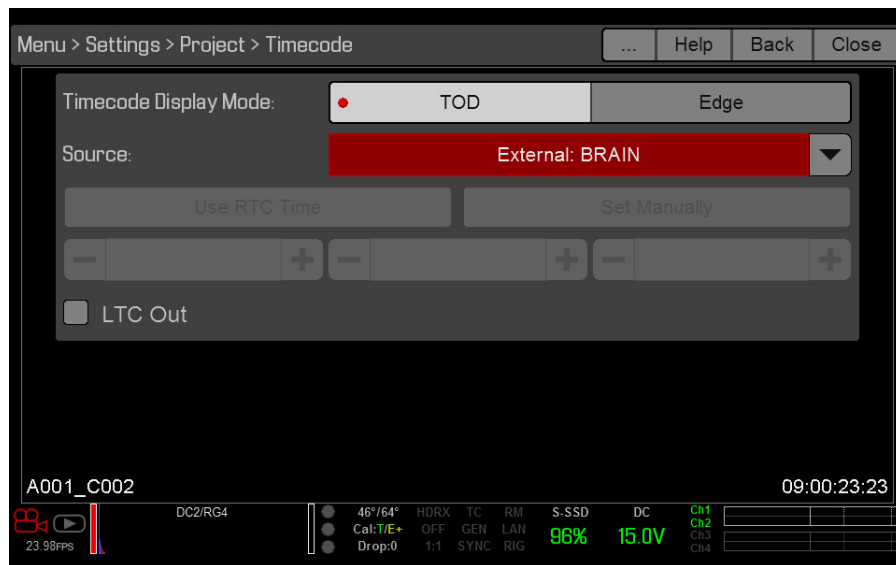 Menu > Settings > Project > Timecode ... Help Back Close
Timecode Display Mode: TOD Edge
Source: External: BRAIN
Use RTC Time Set Manually
LTC Out
A001_C002 09:00:23:23
DC2/RG4 46°/64° HDRX TC RM S-SSD DC Ch1
Cal:T/E+ OFF GEN LAN 96% 15.0V Ch2
23.98FPS Drop:0 1:1 SYNC RIG Ch3
Ch4